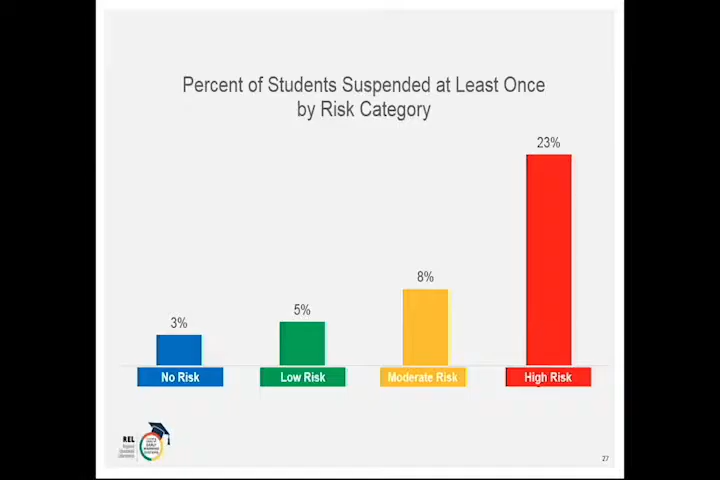 Percent of Students Suspended at Least Once
by Risk Category
23%
8%
5%
3%
No Risk
Low Risk
Moderate Risk
High Risk
REL
27